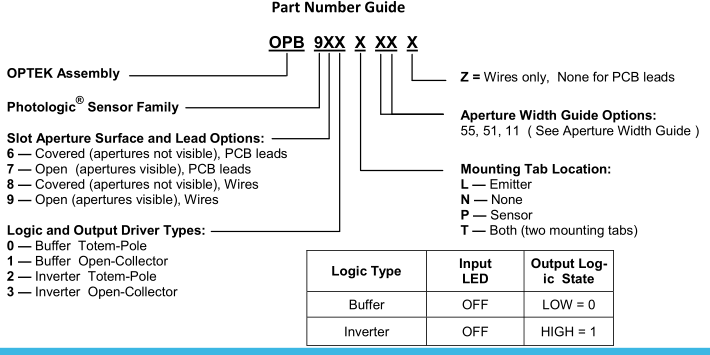 Part Number Guide
OPB 9XX X XX X
OPTEK Assembly
Photologic® Sensor Family
Slot Aperture Surface and Lead Options:
6 — Covered (apertures not visible), PCB leads
7 — Open (apertures visible), PCB leads
8 — Covered (apertures not visible), Wires
9 — Open (apertures visible), Wires
Logic and Output Driver Types:
0 — Buffer Totem-Pole
1 — Buffer Open-Collector
2 — Inverter Totem-Pole
3 — Inverter Open-Collector
Z = Wires only, None for PCB leads
Aperture Width Guide Options:
55, 51, 11 ( See Aperture Width Guide )
Mounting Tab Location:
L — Emitter
N — None
P — Sensor
T — Both (two mounting tabs)
Logic Type
Input
LED
Output Log-
ic State
Buffer
OFF
LOW = 0
Inverter
OFF
HIGH = 1